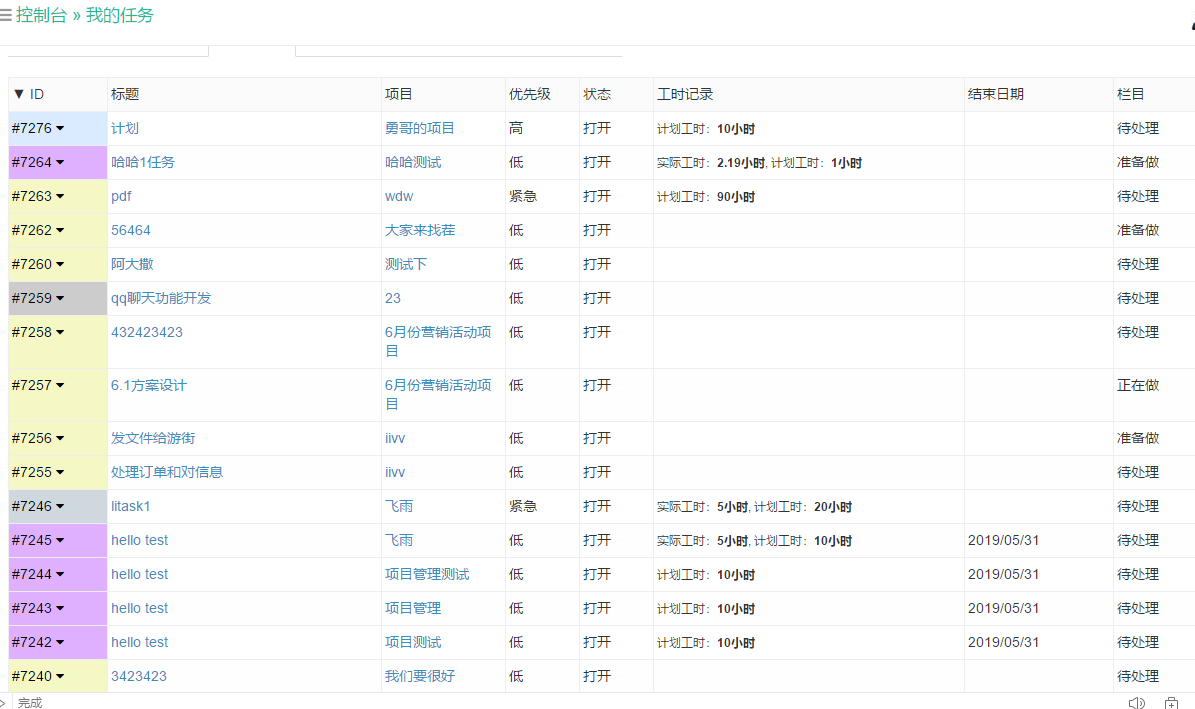 控制台 » 我的任务
▼ ID 标题 项目 优先级 状态 工时记录 结束日期 栏目
#7276 计划 勇哥的项目 高 打开 计划工时：10小时 待处理
#7264 哈哈1任务 哈哈测试 低 打开 实际工时：2.19小时, 计划工时：1小时 准备做
#7263 pdf wdw 紧急 打开 计划工时：90小时 待处理
#7262 56464 大家来找茬 低 打开 准备做
#7260 阿大撒 测试下 低 打开 待处理
#7259 qq聊天功能开发 23 低 打开 待处理
#7258 432423423 6月份营销活动项 低 打开 待处理
目
#7257 6.1方案设计 6月份营销活动项 低 打开 正在做
目
#7256 发文件给游街 iivv 低 打开 准备做
#7255 处理订单和对信息 iivv 低 打开 待处理
#7246 litask1 飞雨 紧急 打开 实际工时：5小时, 计划工时：20小时 待处理
#7245 hello test 飞雨 低 打开 实际工时：5小时, 计划工时：10小时 2019/05/31 待处理
#7244 hello test 项目管理测试 低 打开 计划工时：10小时 2019/05/31 待处理
#7243 hello test 项目管理 低 打开 计划工时：10小时 2019/05/31 待处理
#7242 hello test 项目测试 低 打开 计划工时：10小时 2019/05/31 待处理
#7240 3423423 我们要很好 低 打开 待处理
完成